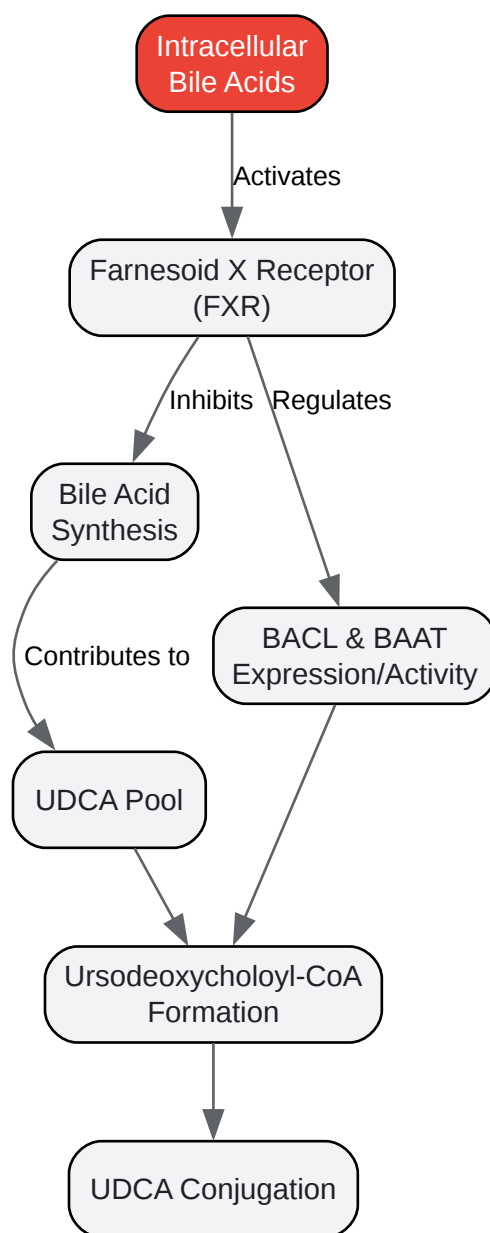 Intracellular
Bile Acids
Activates
Farnesoid X Receptor
(FXR)
Inhibits
Regulates
Bile Acid
Synthesis
BACL & BAAT
Expression/Activity
Contributes to
UDCA Pool
Ursodeoxycholoyl-CoA
Formation
UDCA Conjugation